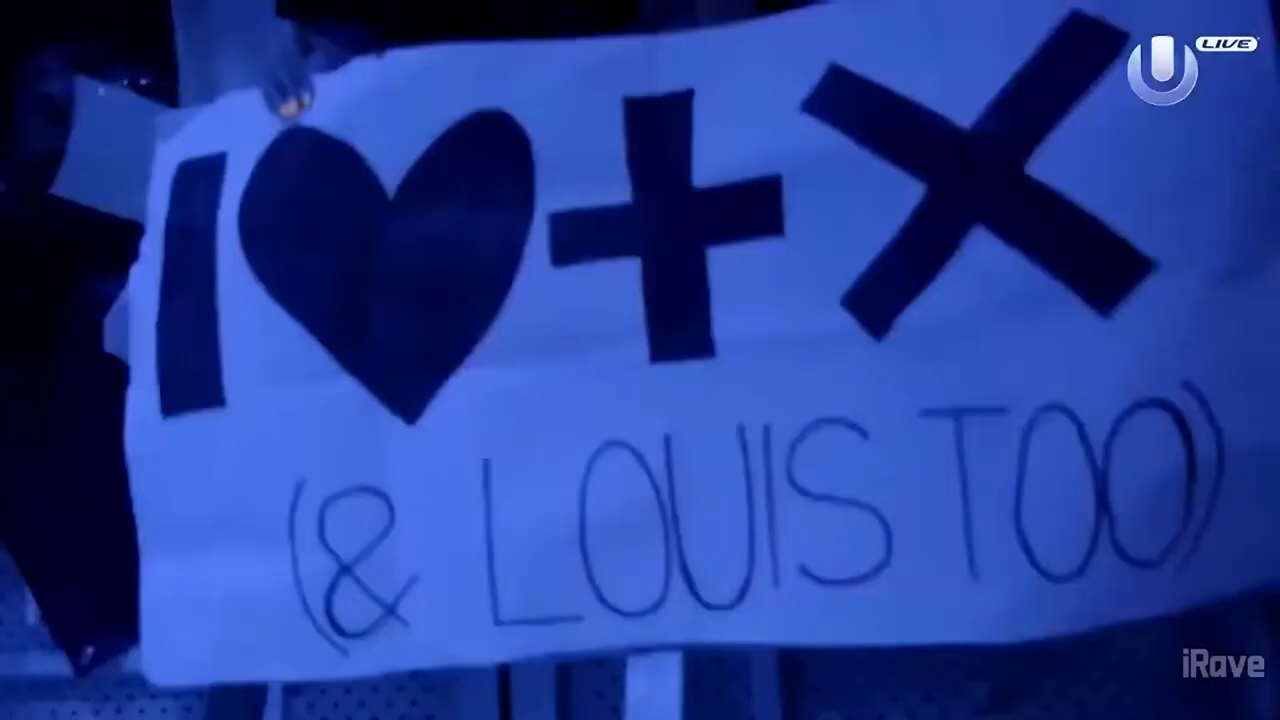 I ♥ + ×
(& LOUIS TOO)
U LIVE
iRave